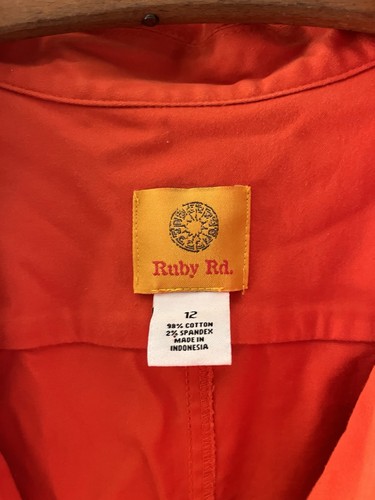 Ruby Rd.
12
98% COTTON
2% SPANDEX
MADE IN
INDONESIA